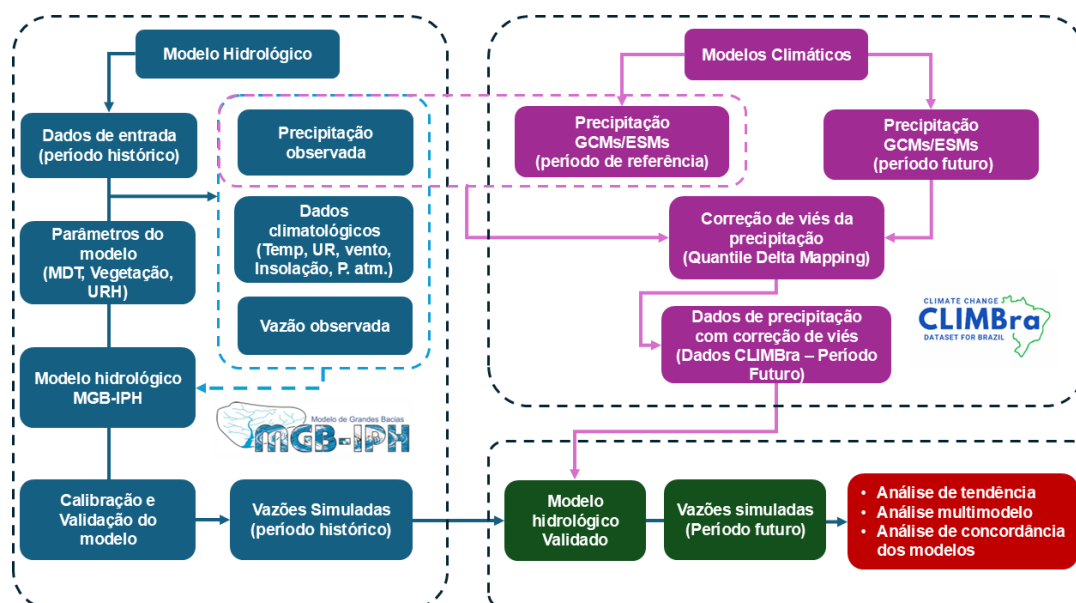 Modelo Hidrológico
Dados de entrada
(período histórico)
Parâmetros do
modelo
(MDT, Vegetação,
URH)
Modelo hidrológico
MGB-IPH
Calibração e
Validação do
modelo
Precipitação
observada
Dados
climatológicos
(Temp, UR, vento,
Insolação, P. atm.)
Vazão observada
Modelo de Grandes Bacias
MGB-IPH
Vazões Simuladas
(período histórico)
Modelos Climáticos
Precipitação
GCMs/ESMs
(período de referência)
Precipitação
GCMs/ESMs
(período futuro)
Correção de viés da
precipitação
(Quantile Delta Mapping)
Dados de precipitação
com correção de viés
(Dados CLIMBra – Período
Futuro)
CLIMATE CHANGE
CLIMBra
DATASET FOR BRAZIL
Modelo
hidrológico
Validado
Vazões simuladas
(Período futuro)
• Análise de tendência
• Análise multimodelo
• Análise de concordância
dos modelos